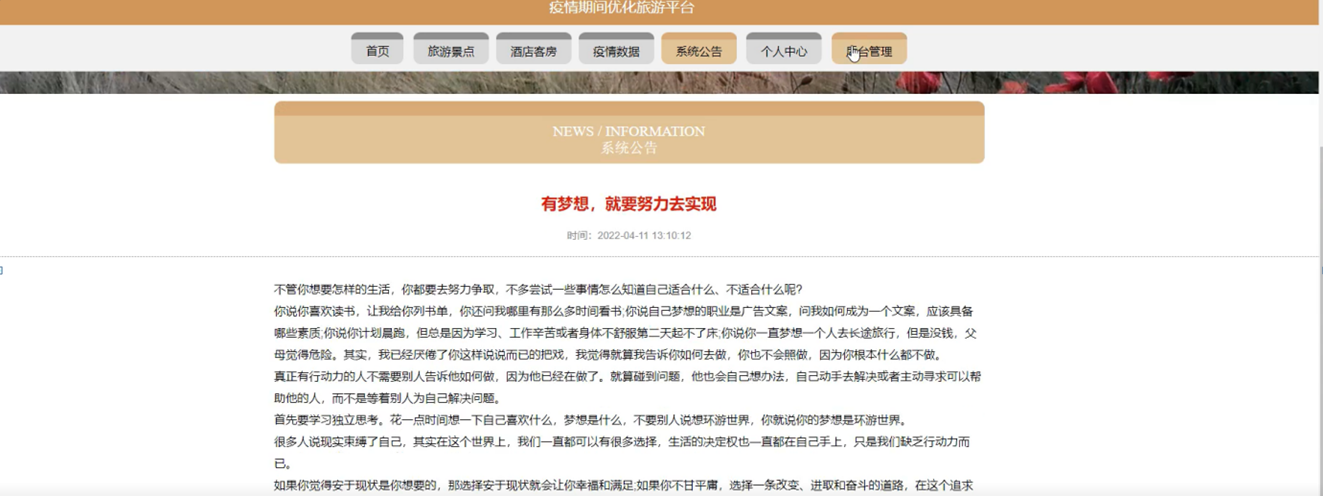 疫情期间优化旅游平台
首页 旅游景点 酒店客房 疫情数据 系统公告 个人中心 后台管理
NEWS / INFORMATION
系统公告
有梦想，就要努力去实现
时间：2022-04-11 13:10:12
不管你想要怎样的生活，你都要去努力争取，不多尝试一些事情怎么知道自己适合什么、不适合什么呢?
你说你喜欢读书，让我给你列书单，你还问我哪里有那么多时间看书;你说自己梦想的职业是广告文案，问我如何成为一个文案，应该具备
哪些素质;你说你计划晨跑，但总是因为学习、工作辛苦或者身体不舒服第二天起不了床;你说你一直梦想一个人去长途旅行，但是没钱，父
母觉得危险。其实，我已经厌倦了你这样说说而已的把戏，我觉得就算我告诉你如何去做，你也不会照做，因为你根本什么都不做。
真正有行动力的人不需要别人告诉他如何做，因为他已经在做了。就算碰到问题，他也会自己想办法，自己动手去解决或者主动寻求可以帮
助他的人，而不是等着别人为自己解决问题。
首先要学习独立思考。花一点时间想一下自己喜欢什么，梦想是什么，不要别人说想环游世界，你就说你的梦想是环游世界。
很多人说现实束缚了自己，其实在这个世界上，我们一直都可以有很多选择，生活的决定权也—直都在自己手上，只是我们缺乏行动力而
已。
如果你觉得安于现状是你想要的，那选择安于现状就会让你幸福和满足;如果你不甘平庸，选择一条改变、进取和奋斗的道路，在这个追求